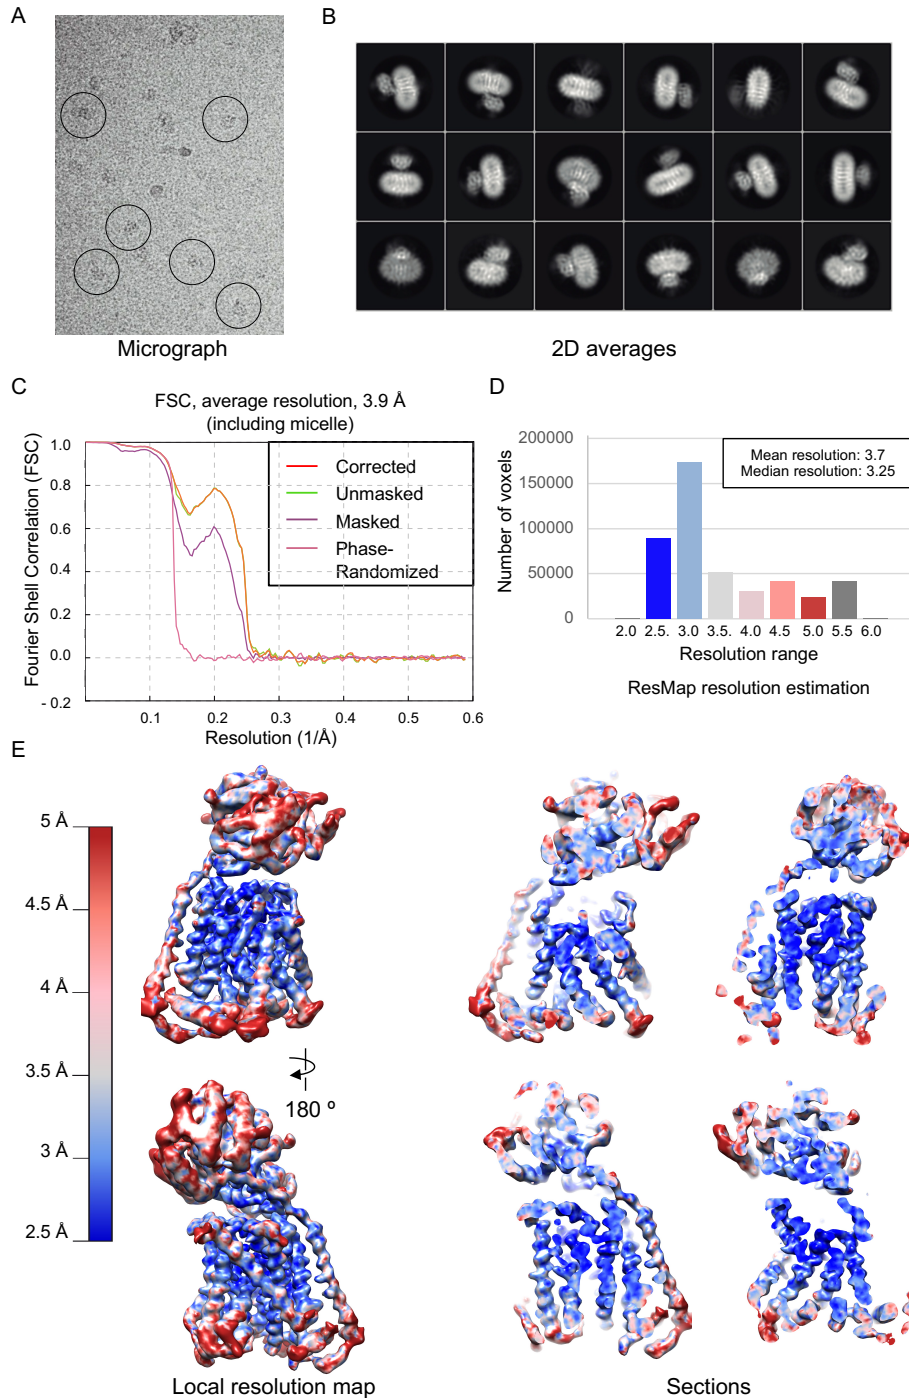 A
B
Micrograph
2D averages
C
FSC, average resolution, 3.9 Å
(including micelle)
Fourier Shell Correlation (FSC)
1.0
0.8
0.6
0.4
0.2
0.0
- 0.2
Corrected
Unmasked
Masked
Phase-
Randomized
0.1 0.2 0.3 0.4 0.5 0.6
Resolution (1/Å)
D
Number of voxels
200000
150000
100000
50000
0
Mean resolution: 3.7
Median resolution: 3.25
2.0 2.5. 3.0 3.5. 4.0 4.5 5.0 5.5 6.0
Resolution range
ResMap resolution estimation
E
5 Å
4.5 Å
4 Å
3.5 Å
3 Å
2.5 Å
180 º
Local resolution map
Sections